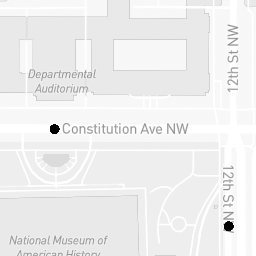 12th St NW
Departmental
Auditorium
Constitution Ave NW
12th St NW
National Museum of
American History